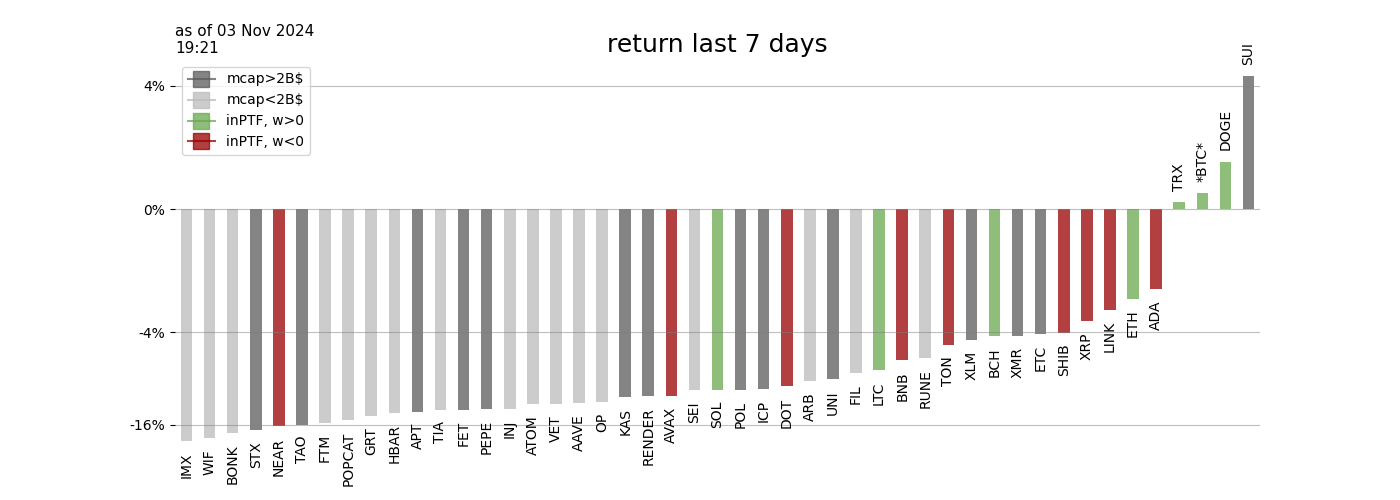 as of 03 Nov 2024
19:21
return last 7 days
mcap>2B$
mcap<2B$
inPTF, w>0
inPTF, w<0
4%
0%
-4%
-16%
IMX
WIF
BONK
STX
NEAR
TAO
FTM
POPCAT
GRT
HBAR
APT
TIA
FET
PEPE
INJ
ATOM
VET
AAVE
OP
KAS
RENDER
AVAX
SEI
SOL
POL
ICP
DOT
ARB
UNI
FIL
LTC
BNB
RUNE
TON
XLM
BCH
XMR
ETC
SHIB
XRP
LINK
ETH
ADA
TRX
*BTC*
DOGE
SUI